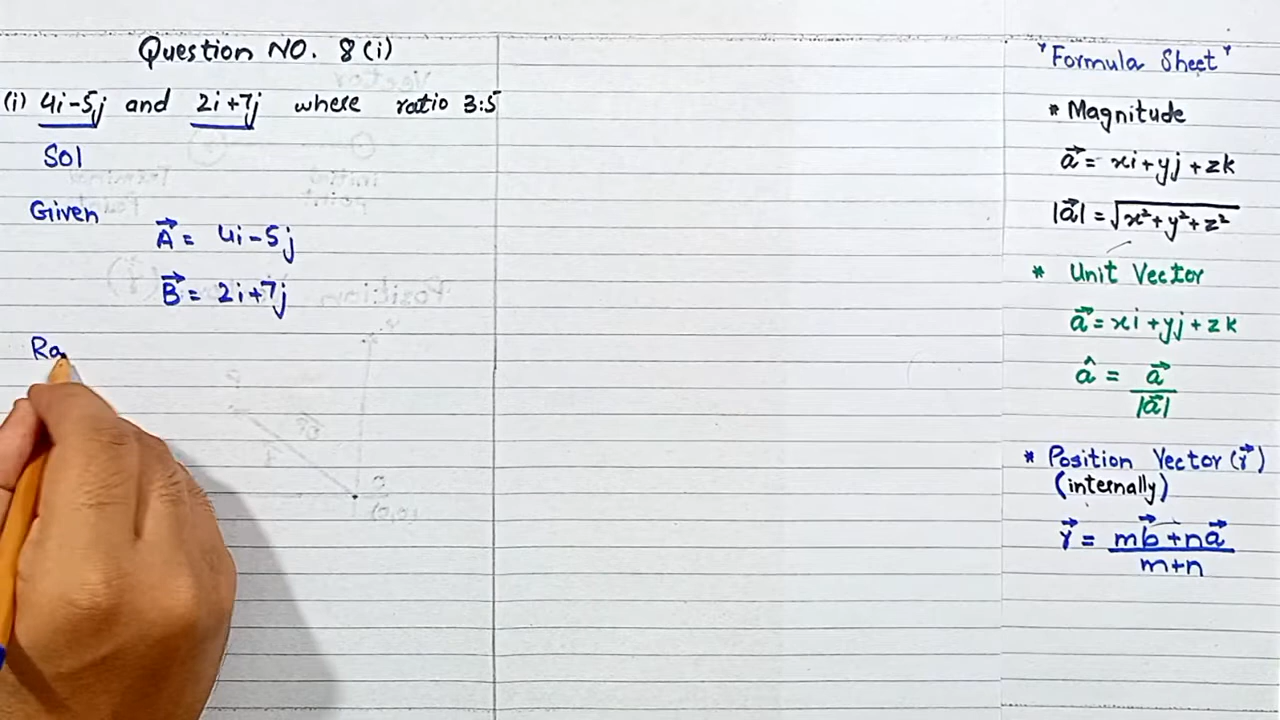 Question NO. 8(i)
(i) 4i-5j and 2i+7j where ratio 3:5
Sol
Given
A⃗ = 4i-5j
B⃗ = 2i+7j
Ra
"Formula Sheet"
* Magnitude
a⃗ = xi+yj+zk
|a⃗| = √x²+y²+z²
* Unit Vector
a⃗ = xi+yj+zk
â = a⃗
|a⃗|
* Position Vector (r⃗)
(internally)
r⃗ = mb⃗+na⃗
m+n